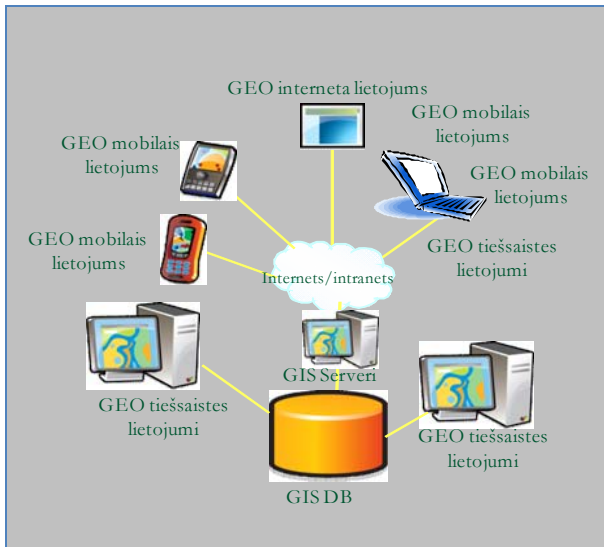 GEO interneta lietojums
GEO mobilais
lietojums
GEO mobilais
lietojums
GEO mobilais
lietojums
GEO mobilais
lietojums
GEO tiešsaistes
lietojumi
Internets/intranets
GIS Serveri
GEO tiešsaistes
lietojumi
GEO tiešsaistes
lietojumi
GIS DB